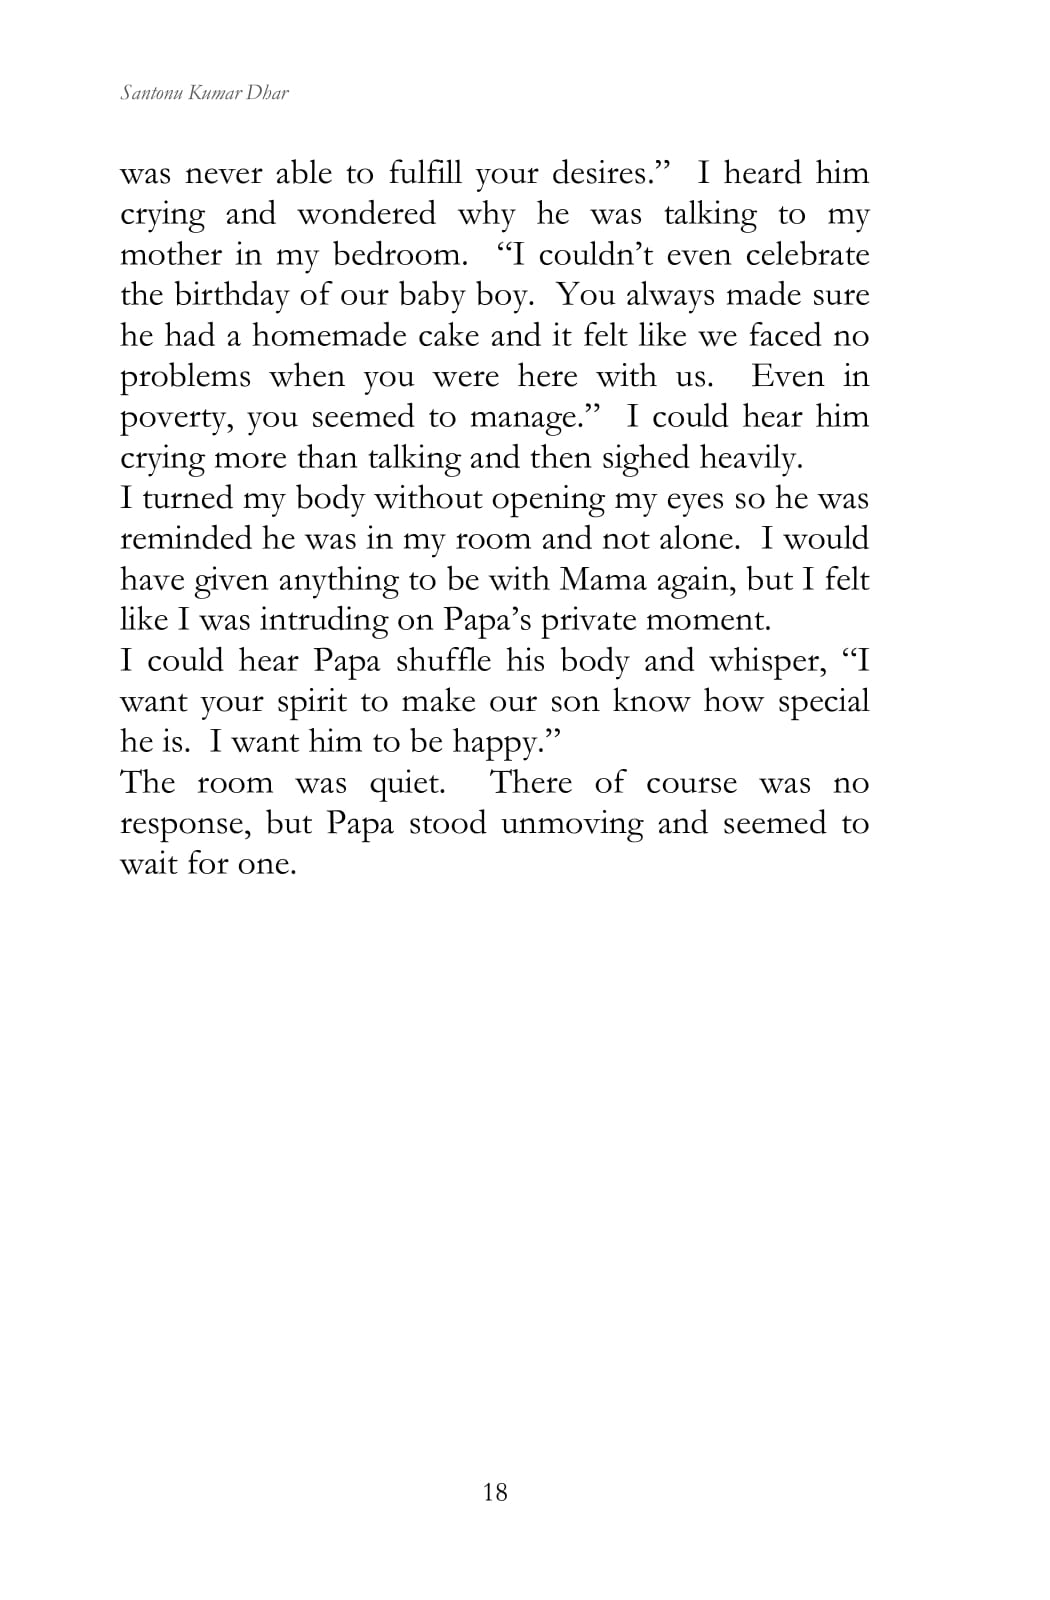 Santonu Kumar Dhar
was never able to fulfill your desires.”  I heard him
crying and wondered why he was talking to my
mother in my bedroom.  “I couldn’t even celebrate
the birthday of our baby boy.  You always made sure
he had a homemade cake and it felt like we faced no
problems when you were here with us.  Even in
poverty, you seemed to manage.”  I could hear him
crying more than talking and then sighed heavily.
I turned my body without opening my eyes so he was
reminded he was in my room and not alone.  I would
have given anything to be with Mama again, but I felt
like I was intruding on Papa’s private moment.
I could hear Papa shuffle his body and whisper, “I
want your spirit to make our son know how special
he is.  I want him to be happy.”
The room was quiet.  There of course was no
response, but Papa stood unmoving and seemed to
wait for one.
18